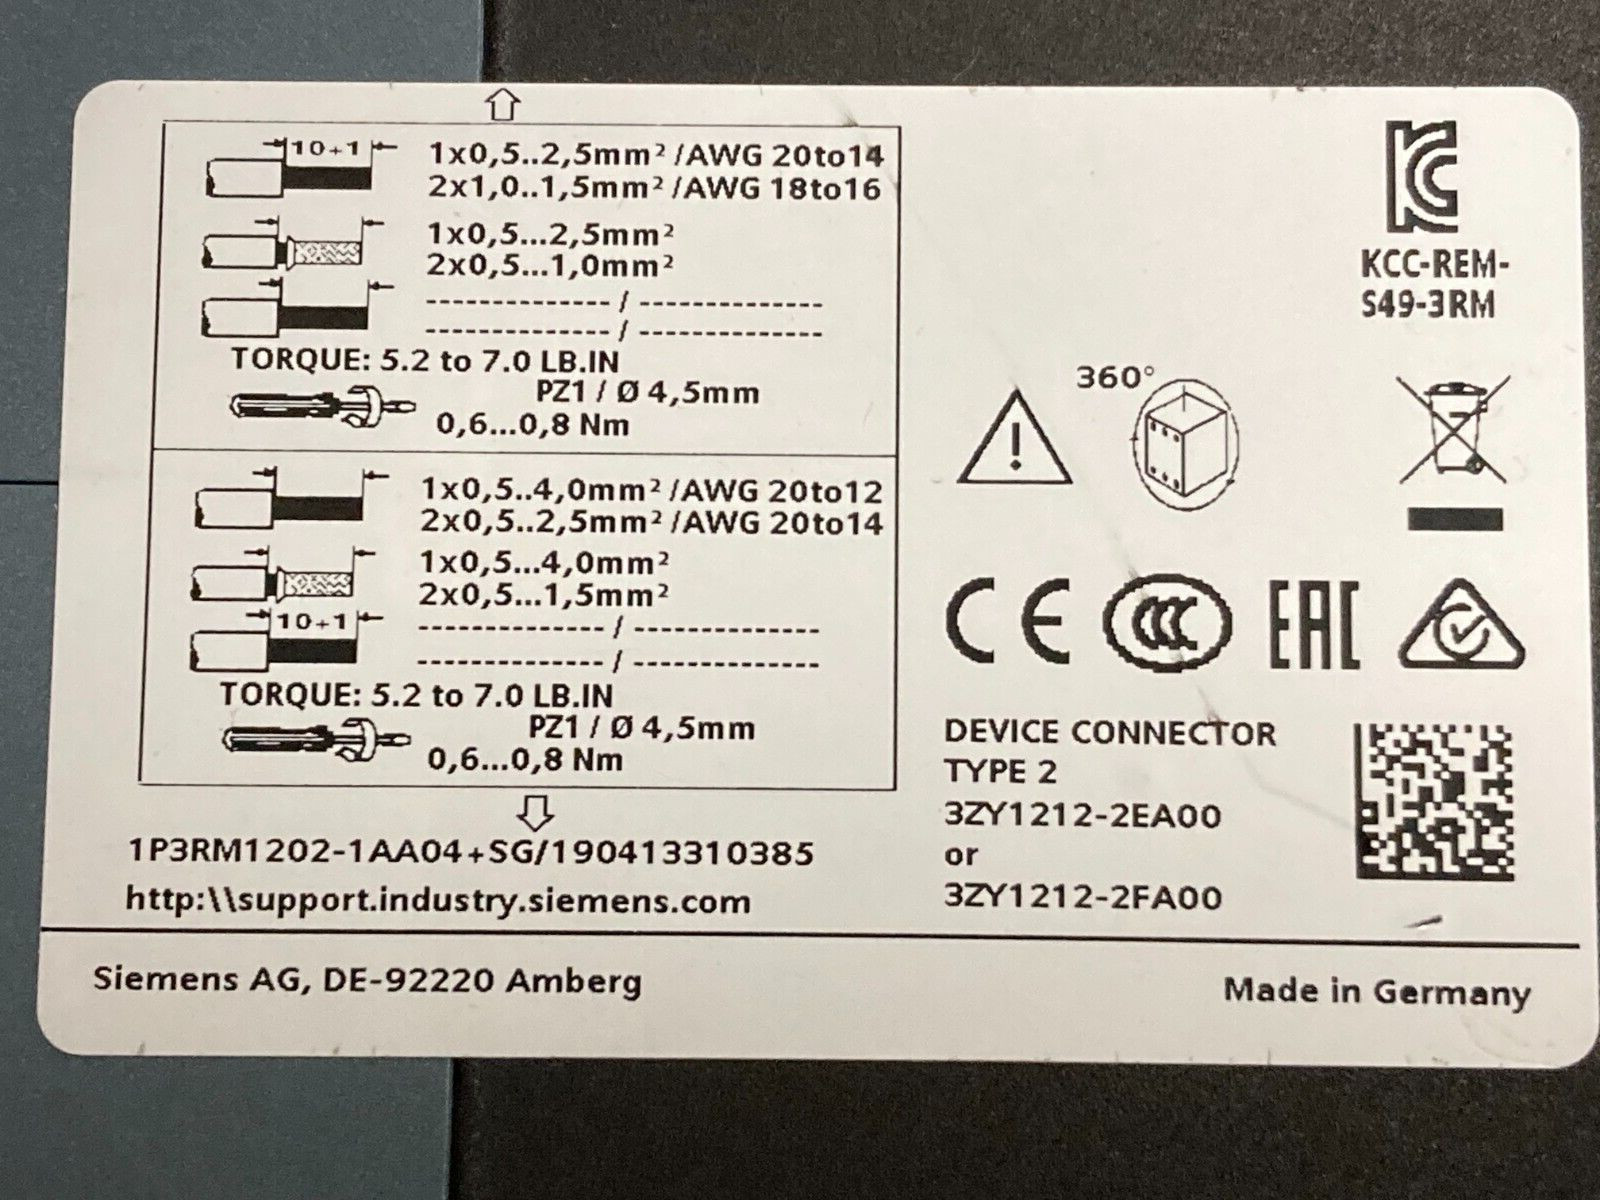 10+1
1x0,5..2,5mm² /AWG 20to14
2x1,0..1,5mm² /AWG 18to16
1x0,5...2,5mm²
2x0,5...1,0mm²
-------------- / --------------
-------------- / --------------
TORQUE: 5.2 to 7.0 LB.IN
PZ1 / Ø 4,5mm
0,6...0,8 Nm
1x0,5..4,0mm² /AWG 20to12
2x0,5..2,5mm² /AWG 20to14
1x0,5...4,0mm²
2x0,5...1,5mm²
10+1
-------------- / --------------
-------------- / --------------
TORQUE: 5.2 to 7.0 LB.IN
PZ1 / Ø 4,5mm
0,6...0,8 Nm
1P3RM1202-1AA04+SG/190413310385
http:\\support.industry.siemens.com
KCC-REM-
S49-3RM
360°
!
CE CCC EAC
DEVICE CONNECTOR
TYPE 2
3ZY1212-2EA00
or
3ZY1212-2FA00
Siemens AG, DE-92220 Amberg
Made in Germany